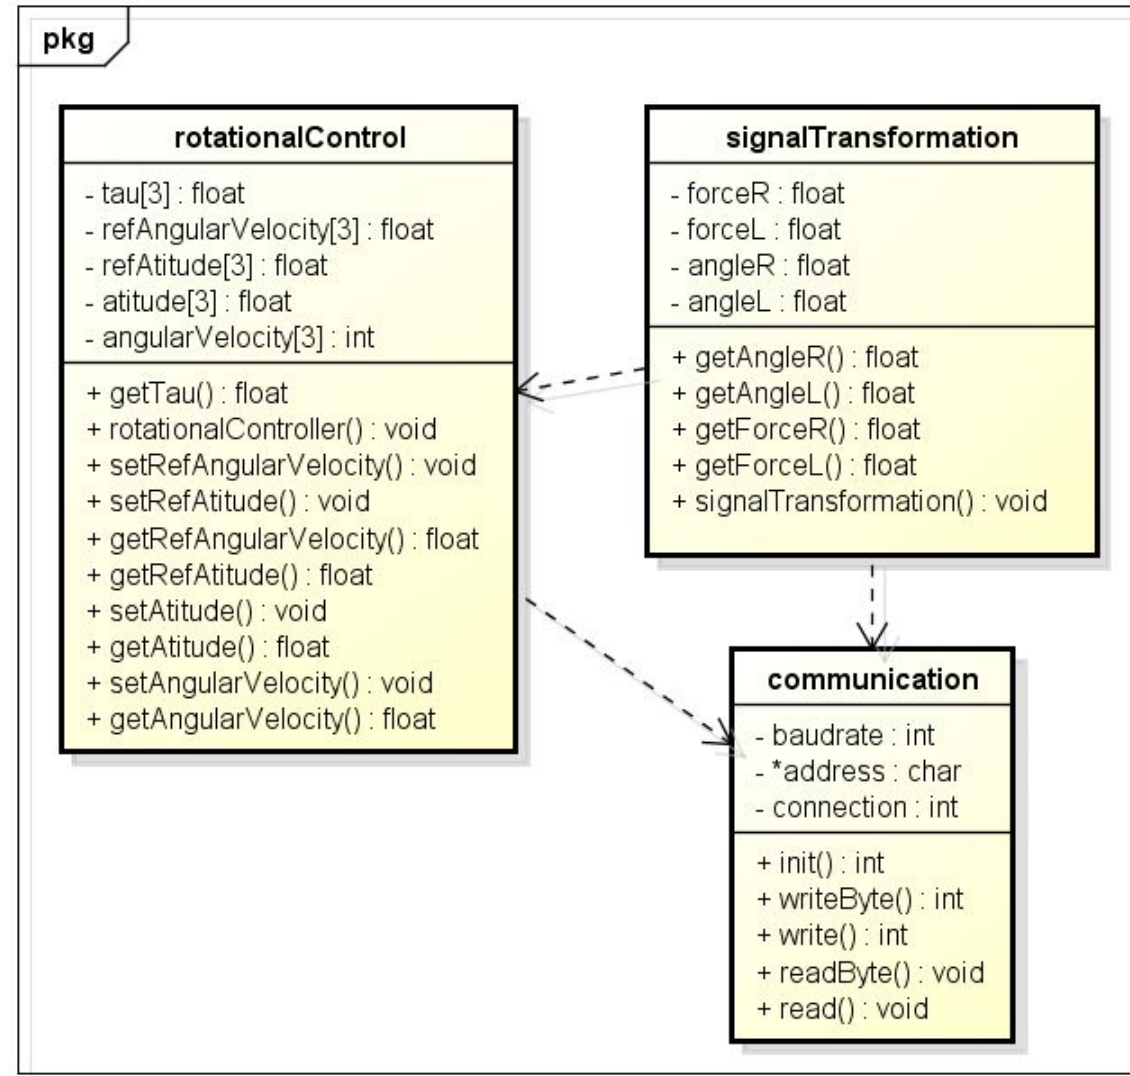 pkg
rotationalControl
- tau[3] : float
- refAngularVelocity[3] : float
- refAtitude[3] : float
- atitude[3] : float
- angularVelocity[3] : int
+ getTau() : float
+ rotationalController() : void
+ setRefAngularVelocity() : void
+ setRefAtitude() : void
+ getRefAngularVelocity() : float
+ getRefAtitude() : float
+ setAtitude() : void
+ getAtitude() : float
+ setAngularVelocity() : void
+ getAngularVelocity() : float
signalTransformation
- forceR : float
- forceL : float
- angleR : float
- angleL : float
+ getAngleR() : float
+ getAngleL() : float
+ getForceR() : float
+ getForceL() : float
+ signalTransformation() : void
communication
- baudrate : int
- *address : char
- connection : int
+ init() : int
+ writeByte() : int
+ write() : int
+ readByte() : void
+ read() : void